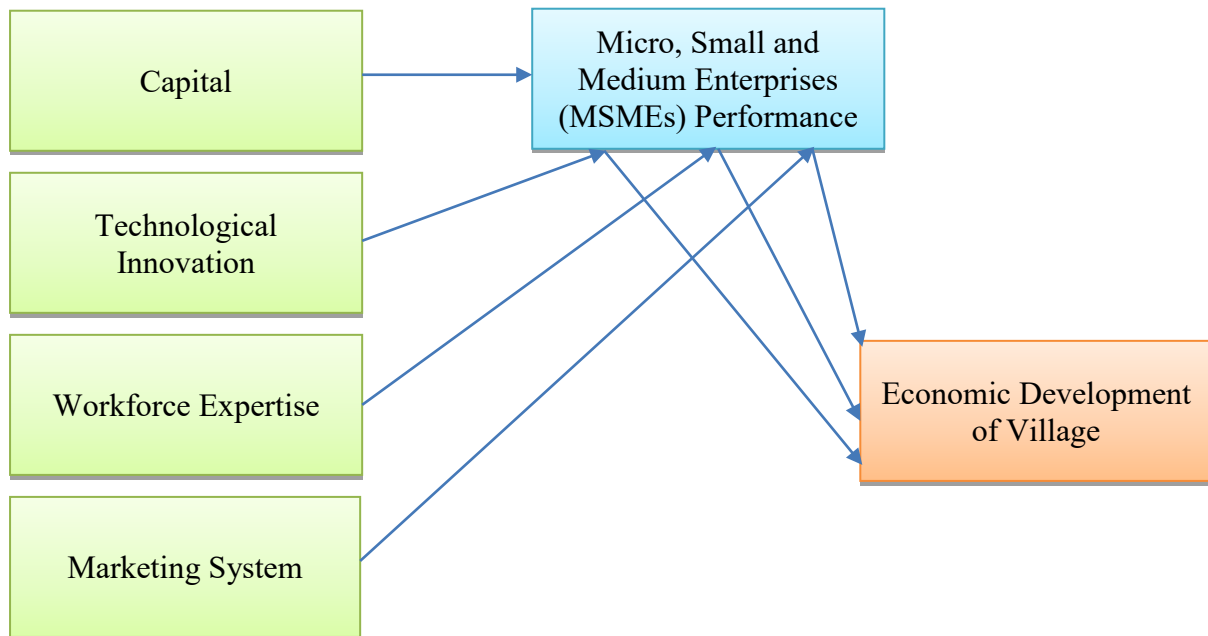 Capital
Micro, Small and
Medium Enterprises
(MSMEs) Performance
Technological
Innovation
Workforce Expertise
Economic Development
of Village
Marketing System